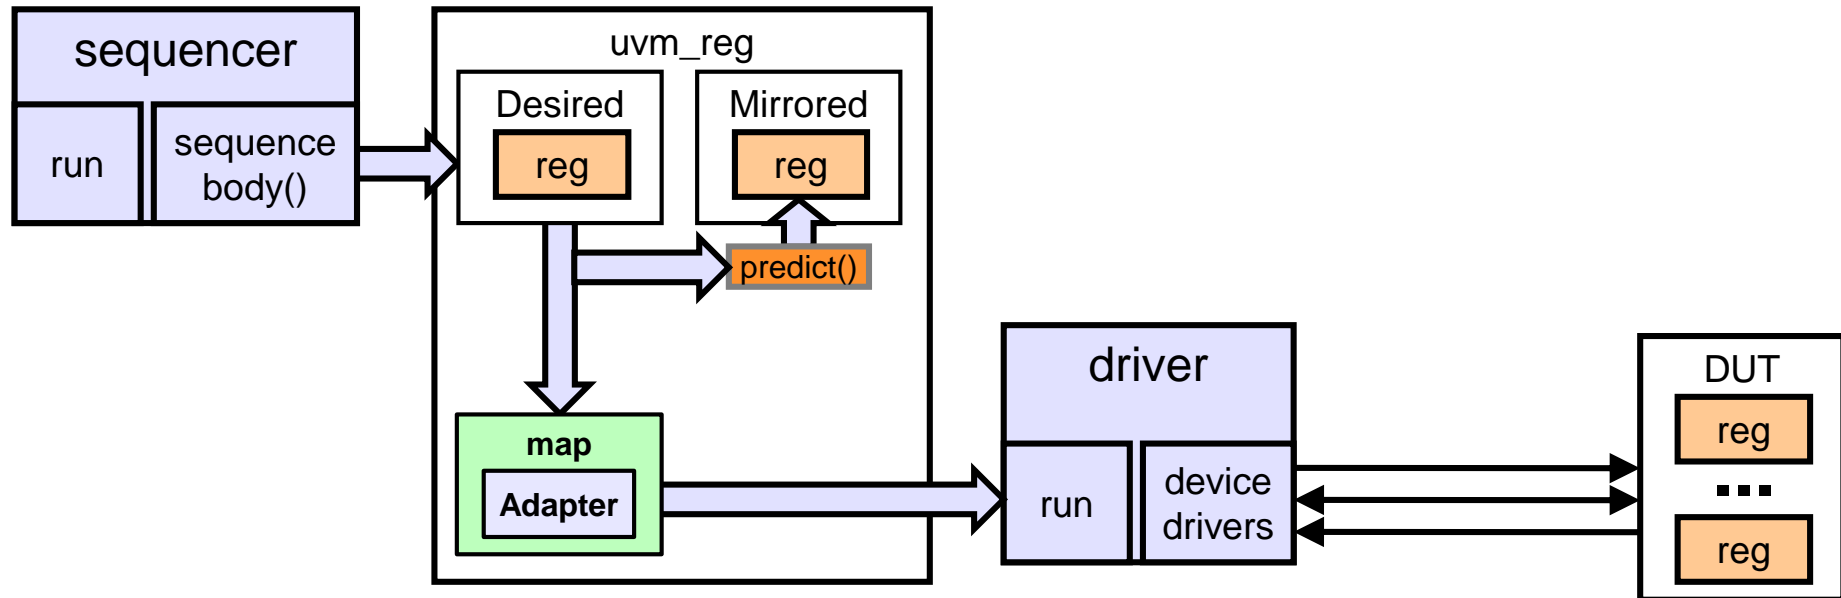 sequencer
run
sequence
body()
uvm_reg
Desired
reg
Mirrored
reg
predict()
map
Adapter
driver
run
device
drivers
DUT
reg
reg